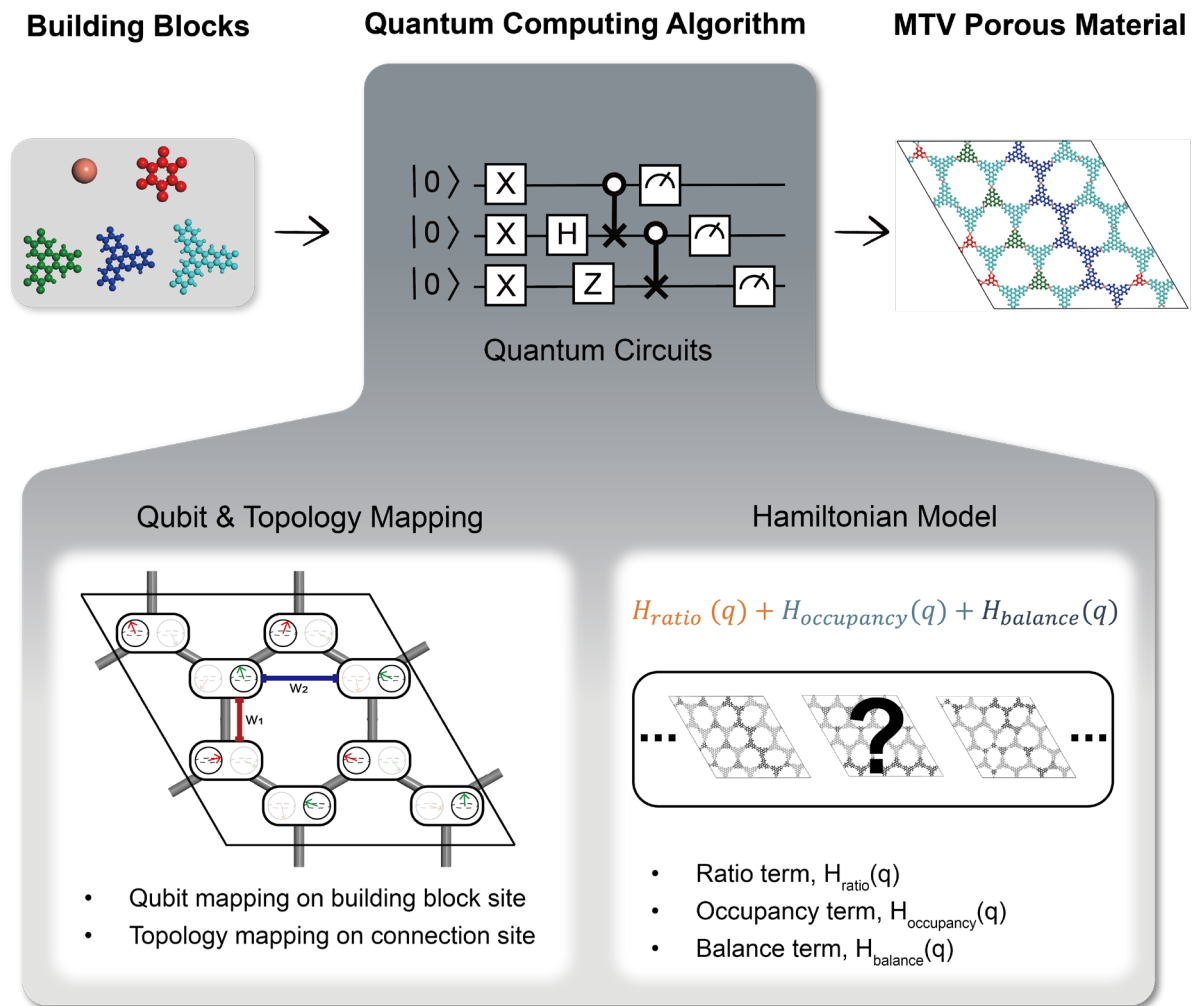 Building Blocks
Quantum Computing Algorithm
MTV Porous Material
|0⟩ X
|0⟩ X H
|0⟩ X Z
Quantum Circuits
Qubit & Topology Mapping
Hamiltonian Model
H_ratio (q) + H_occupancy(q) + H_balance(q)
w₂
w₁
... ? ...
• Qubit mapping on building block site
• Topology mapping on connection site
• Ratio term, H_ratio(q)
• Occupancy term, H_occupancy(q)
• Balance term, H_balance(q)